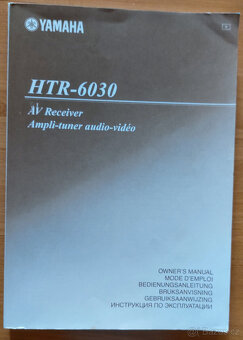 YAMAHA
HTR-6030
AV Receiver
Ampli-tuner audio-vidéo
OWNER'S MANUAL
MODE D'EMPLOI
BEDIENUNGSANLEITUNG
BRUKSANVISNING
GEBRUIKSAANWIJZING
ИНСТРУКЦИЯ ПО ЭКСПЛУАТАЦИИ